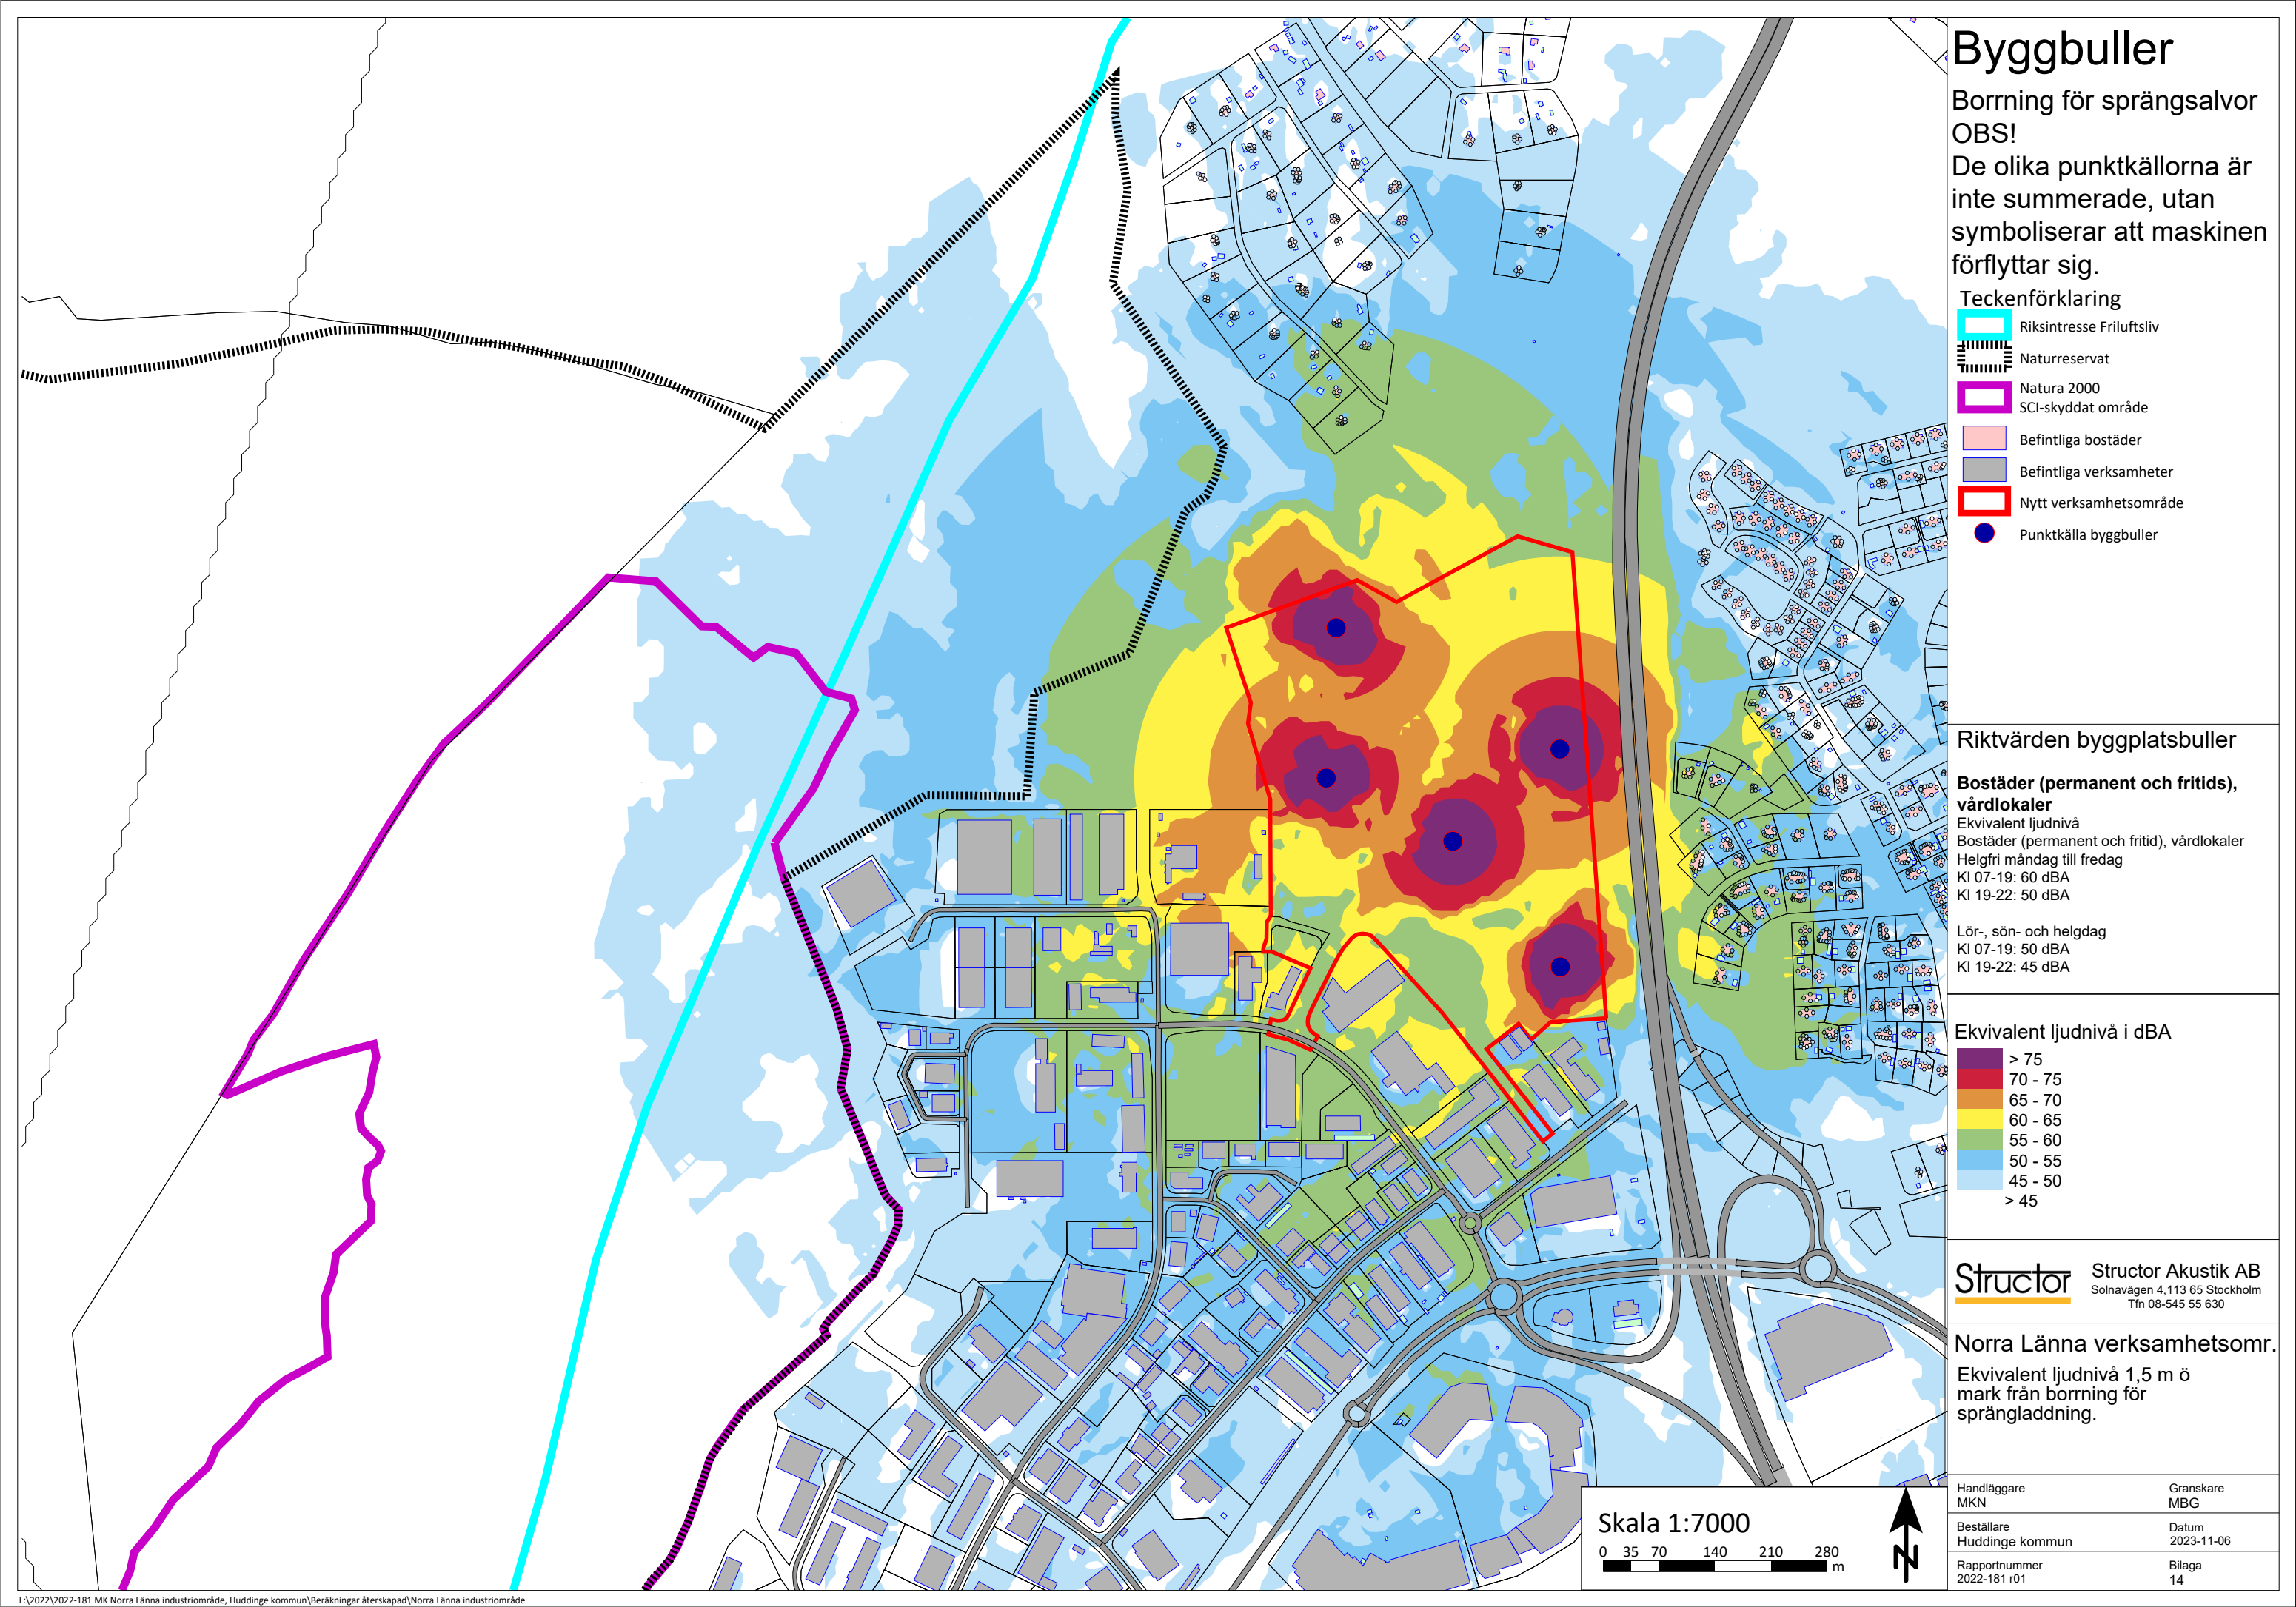 Byggbuller
Borrning för sprängsalvor
OBS!
De olika punktkällorna är
inte summerade, utan
symboliserar att maskinen
förflyttar sig.
Teckenförklaring
Riksintresse Friluftsliv
Naturreservat
Natura 2000
SCI-skyddat område
Befintliga bostäder
Befintliga verksamheter
Nytt verksamhetsområde
Punktkälla byggbuller
Riktvärden byggplatsbuller
Bostäder (permanent och fritids),
vårdlokaler
Ekvivalent ljudnivå
Bostäder (permanent och fritid), vårdlokaler
Helgfri måndag till fredag
Kl 07-19: 60 dBA
Kl 19-22: 50 dBA
Lör-, sön- och helgdag
Kl 07-19: 50 dBA
Kl 19-22: 45 dBA
Ekvivalent ljudnivå i dBA
> 75
70 - 75
65 - 70
60 - 65
55 - 60
50 - 55
45 - 50
> 45
Structor
Structor Akustik AB
Solnavägen 4,113 65 Stockholm
Tfn 08-545 55 630
Norra Länna verksamhetsomr.
Ekvivalent ljudnivå 1,5 m ö
mark från borrning för
sprängladdning.
Handläggare
MKN
Granskare
MBG
Beställare
Huddinge kommun
Datum
2023-11-06
Rapportnummer
2022-181 r01
Bilaga
14
Skala 1:7000
0 35 70 140 210 280
m
N
L:\2022\2022-181 MK Norra Länna industriområde, Huddinge kommun\Beräkningar återskapad\Norra Länna industriområde